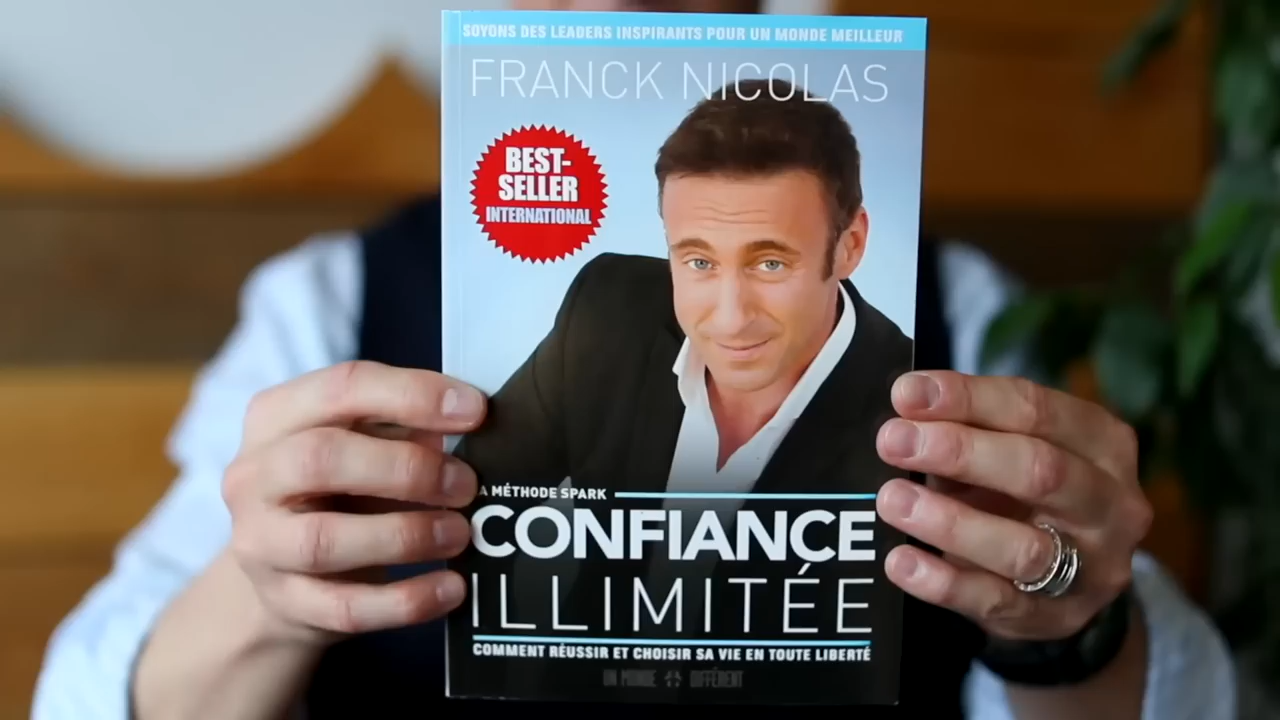 SOYONS DES LEADERS INSPIRANTS POUR UN MONDE MEILLEUR
FRANCK NICOLAS
BEST-
SELLER
INTERNATIONAL
A MÉTHODE SPARK
CONFIANCE
ILLIMITÉE
COMMENT RÉUSSIR ET CHOISIR SA VIE EN TOUTE LIBERTÉ
UN MONDE DIFFÉRENT